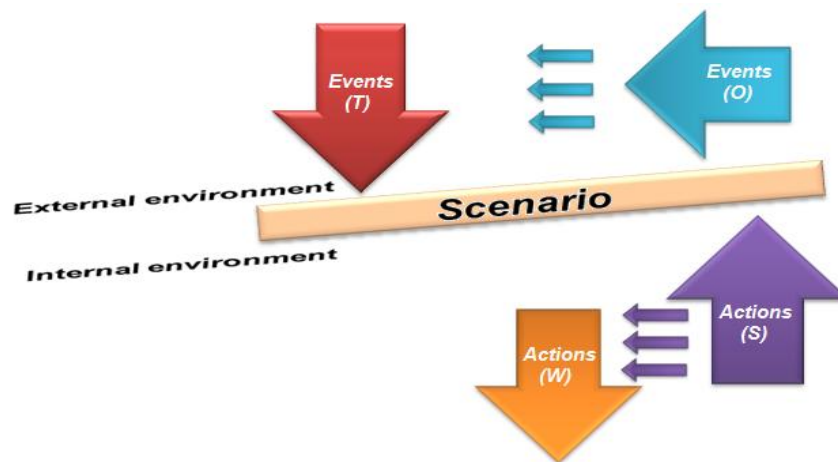 Events
(T)
Events
(O)
External environment
Scenario
Internal environment
Actions
(S)
Actions
(W)